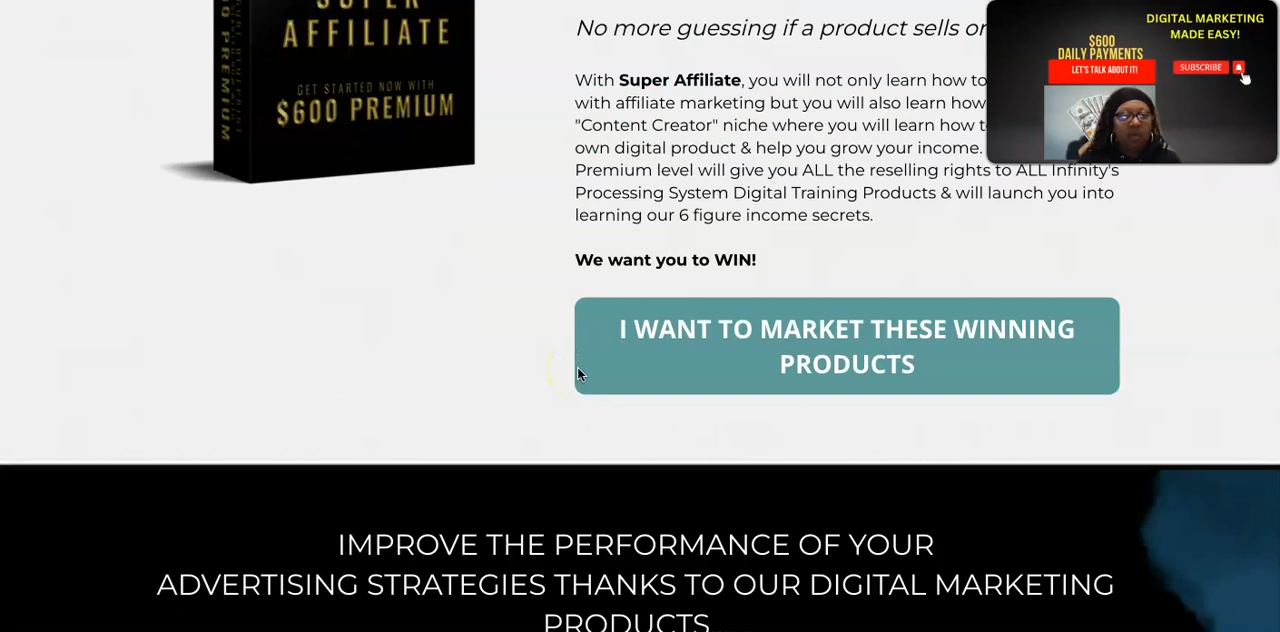 SUPER
AFFILIATE
GET STARTED NOW WITH
$600 PREMIUM
PREMIUM
No more guessing if a product sells or
With Super Affiliate, you will not only learn how to
with affiliate marketing but you will also learn how
"Content Creator" niche where you will learn how t
own digital product & help you grow your income.
Premium level will give you ALL the reselling rights to ALL Infinity's
Processing System Digital Training Products & will launch you into
learning our 6 figure income secrets.
We want you to WIN!
I WANT TO MARKET THESE WINNING
PRODUCTS
DIGITAL MARKETING
MADE EASY!
$600
DAILY PAYMENTS
LET'S TALK ABOUT IT!
SUBSCRIBE
IMPROVE THE PERFORMANCE OF YOUR
ADVERTISING STRATEGIES THANKS TO OUR DIGITAL MARKETING
PRODUCTS..